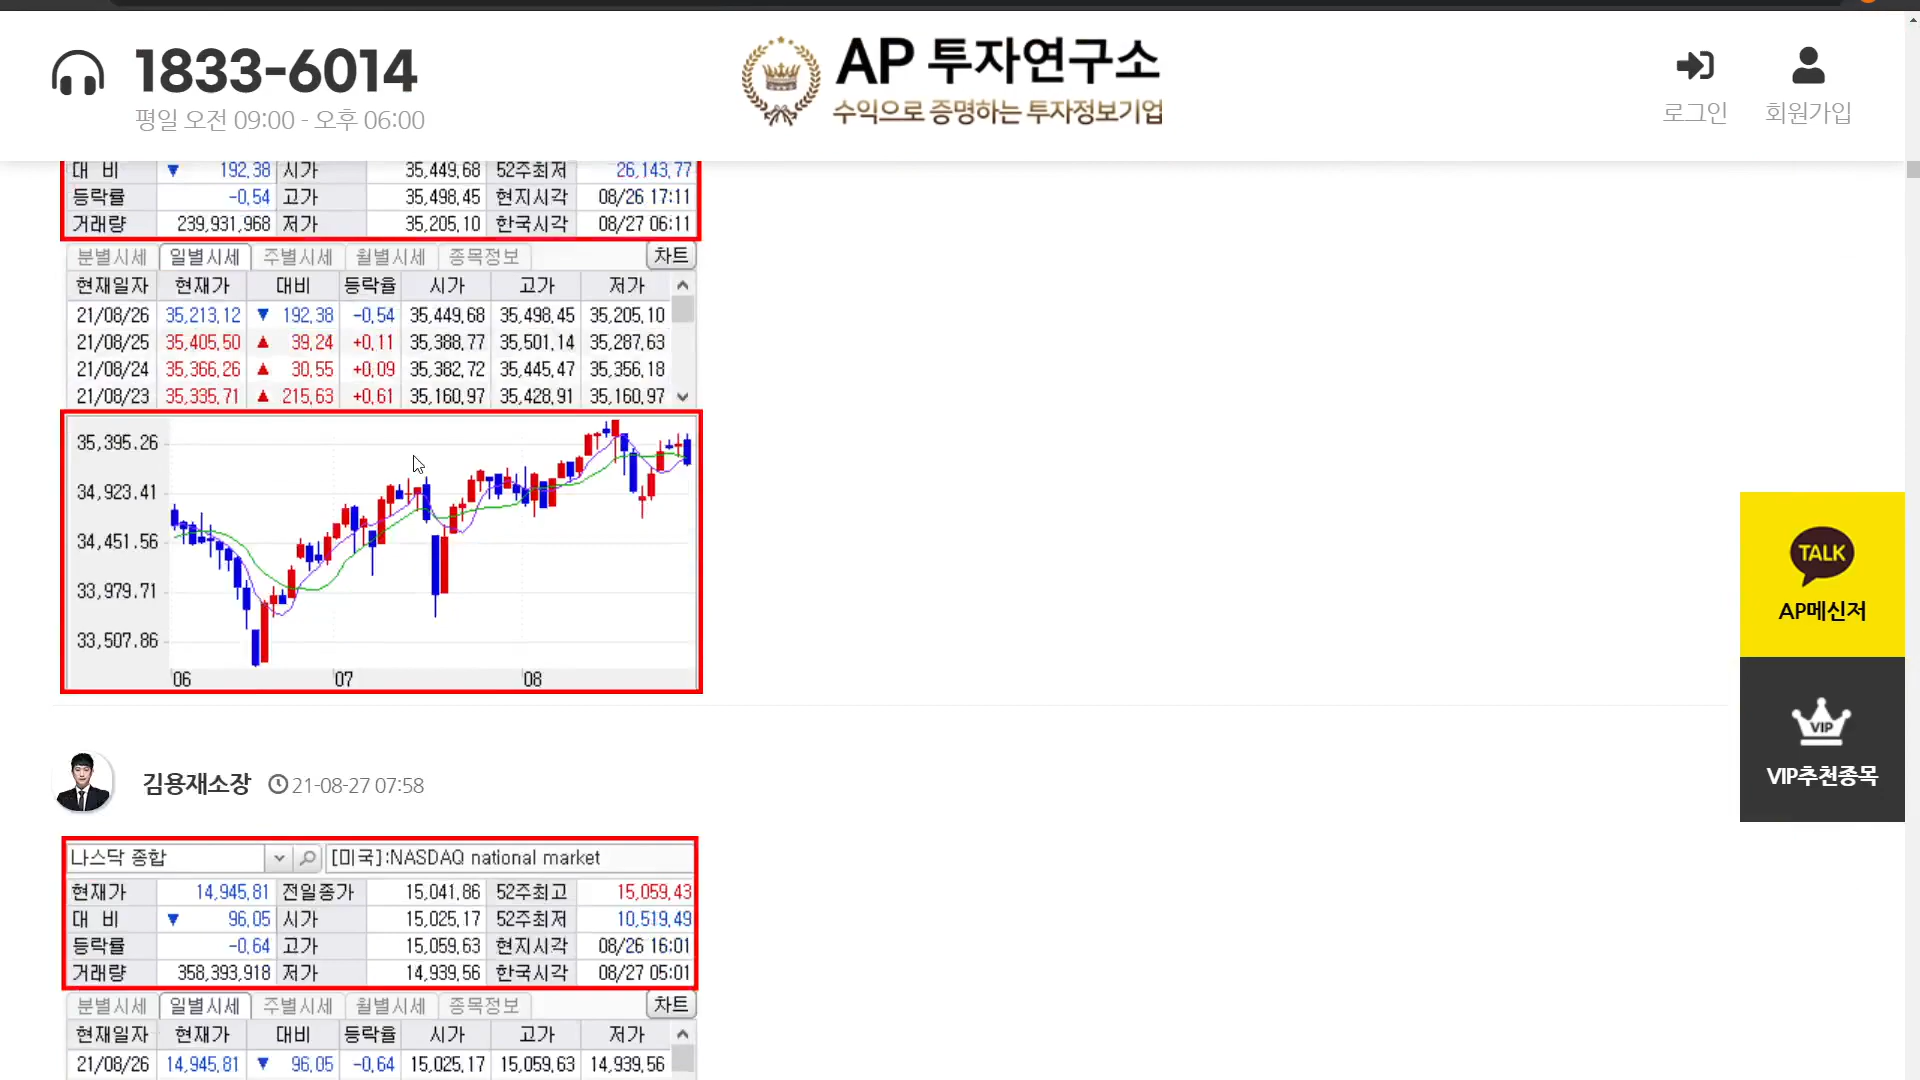 1833-6014
평일 오전 09:00 - 오후 06:00
AP 투자연구소
수익으로 증명하는 투자정보기업
로그인
회원가입
대 비 ▼ 192.38 시가 35,449.68 52주최저 26,143.77
등락률 -0.54 고가 35,498.45 현지시각 08/26 17:11
거래량 239,931,968 저가 35,205.10 한국시각 08/27 06:11
분별시세 일별시세 주별시세 월별시세 종목정보 차트
현재일자 현재가 대비 등락율 시가 고가 저가
21/08/26 35,213.12 ▼ 192.38 -0.54 35,449.68 35,498.45 35,205.10
21/08/25 35,405.50 ▲ 39.24 +0.11 35,388.77 35,501.14 35,287.63
21/08/24 35,366.26 ▲ 30.55 +0.09 35,382.72 35,445.47 35,356.18
21/08/23 35,335.71 ▲ 215.63 +0.61 35,160.97 35,428.91 35,160.97
35,395.26
34,923.41
34,451.56
33,979.71
33,507.86
06 07 08
TALK
AP메신저
VIP
VIP추천종목
김용재소장 21-08-27 07:58
나스닥 종합 [미국]:NASDAQ national market
현재가 14,945.81 전일종가 15,041.86 52주최고 15,059.43
대 비 ▼ 96.05 시가 15,025.17 52주최저 10,519.49
등락률 -0.64 고가 15,059.63 현지시각 08/26 16:01
거래량 358,393,918 저가 14,939.56 한국시각 08/27 05:01
분별시세 일별시세 주별시세 월별시세 종목정보 차트
현재일자 현재가 대비 등락율 시가 고가 저가
21/08/26 14,945.81 ▼ 96.05 -0.64 15,025.17 15,059.63 14,939.56